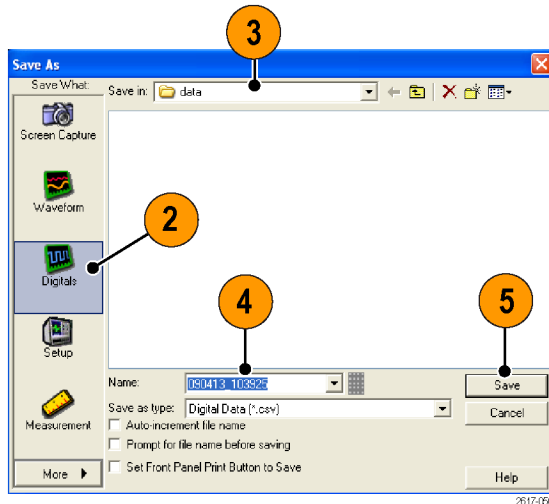 3
Save As
Save What:
Save in: data
Screen Capture
Waveform
2
Digitals
4
5
Setup
Name: 090413_103925
Save
Save as type: Digital Data (*.csv)
Cancel
Measurement
Auto-increment file name
Prompt for file name before saving
Set Front Panel Print Button to Save
More
Help